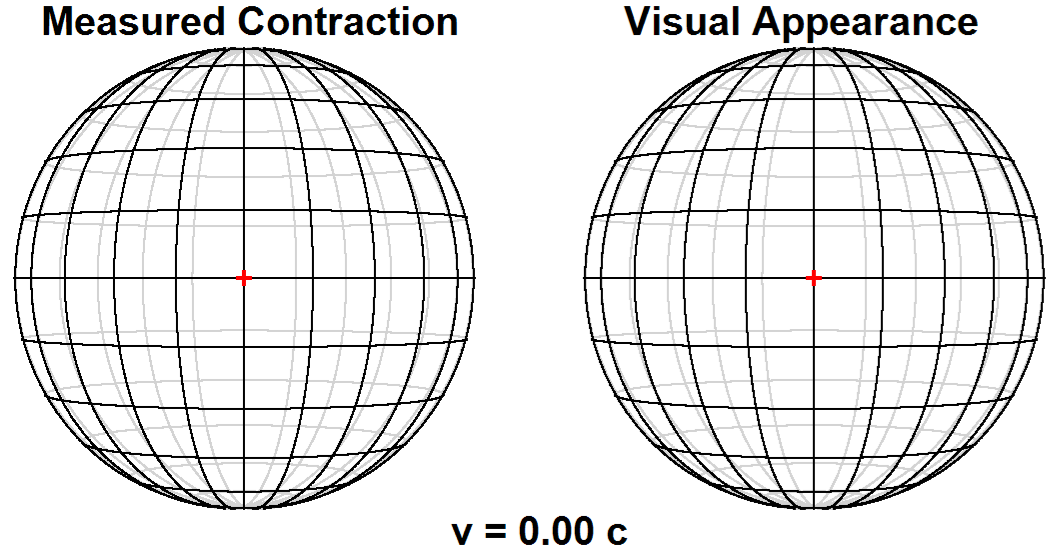 Measured Contraction
Visual Appearance
v = 0.00 c